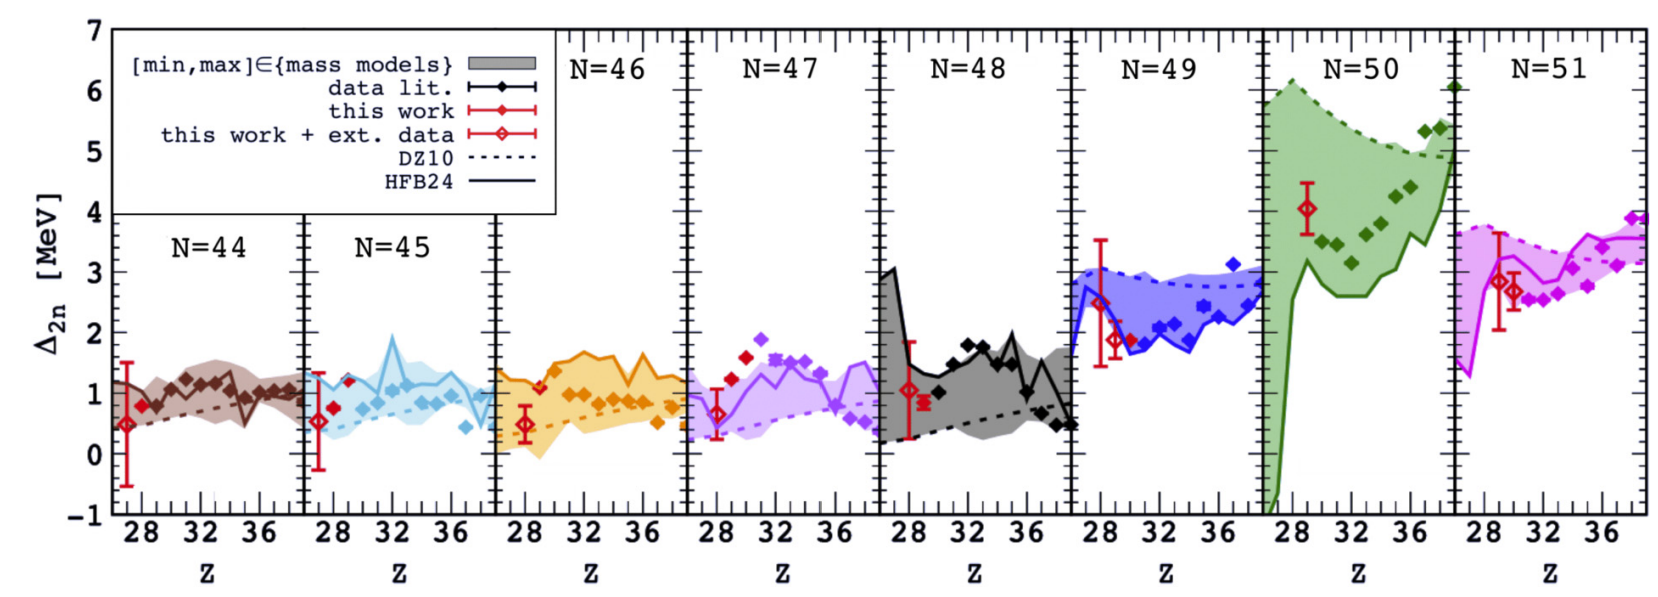 7
6
5
4
3
2
1
0
−1
Δ2n [MeV]
[min,max]∈{mass models}
data lit.
this work
this work + ext. data
DZ10
HFB24
N=44
N=45
N=46
N=47
N=48
N=49
N=50
N=51
28 32 36 28 32 36 28 32 36 28 32 36 28 32 36 28 32 36 28 32 36 28 32 36
Z Z Z Z Z Z Z Z